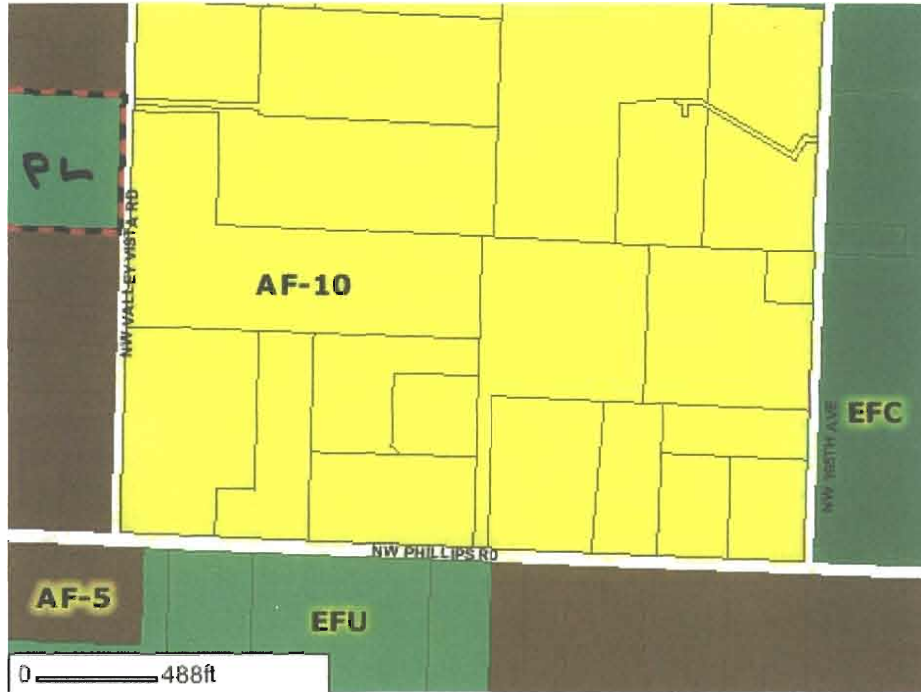 PL
NW VALLEY VISTA RD
AF-10
EFC
NW 185TH AVE
NW PHILLIPS RD
AF-5
EFU
0 488ft